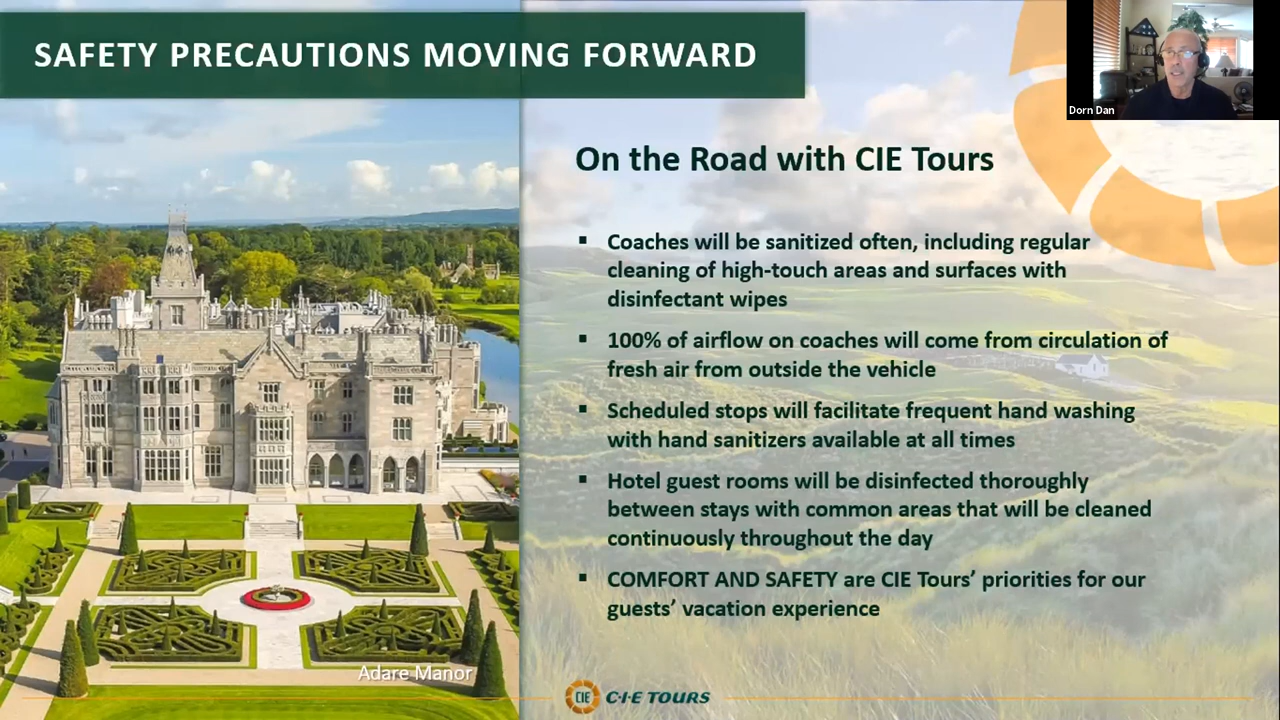 SAFETY PRECAUTIONS MOVING FORWARD
Dorn Dan
On the Road with CIE Tours
▪ Coaches will be sanitized often, including regular
cleaning of high-touch areas and surfaces with
disinfectant wipes
▪ 100% of airflow on coaches will come from circulation of
fresh air from outside the vehicle
▪ Scheduled stops will facilitate frequent hand washing
with hand sanitizers available at all times
▪ Hotel guest rooms will be disinfected thoroughly
between stays with common areas that will be cleaned
continuously throughout the day
▪ COMFORT AND SAFETY are CIE Tours’ priorities for our
guests’ vacation experience
Adare Manor
CIE C·I·E TOURS